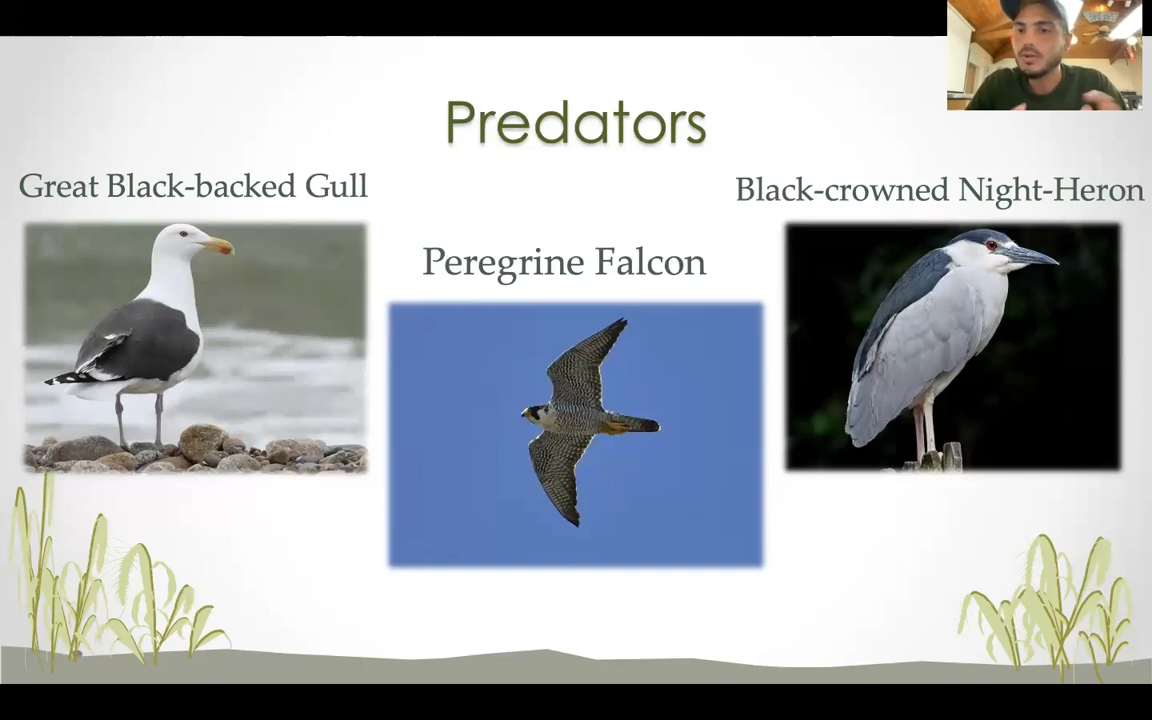 Predators
Great Black-backed Gull
Peregrine Falcon
Black-crowned Night-Heron